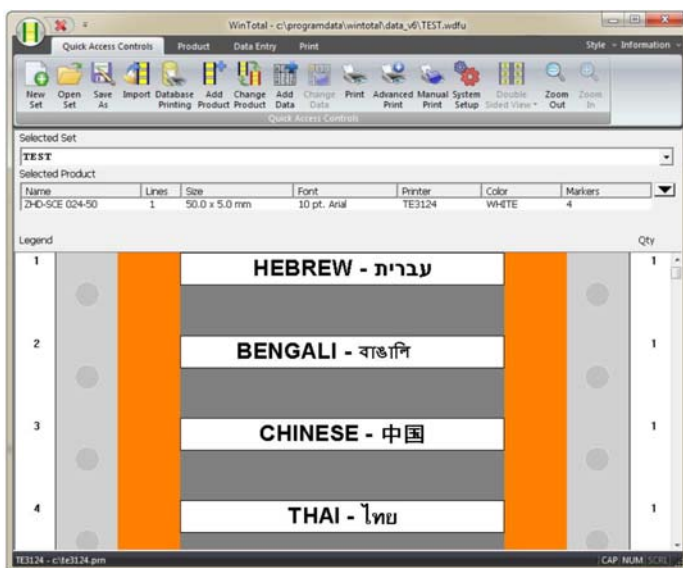 WinTotal - c:\programdata\wintotal\data_v6\TEST.wdfu
Quick Access Controls Product Data Entry Print Style Information
New Set Open Set Save As Import Database Printing Add Product Change Product Add Data Change Data Print Advanced Print Manual Print System Setup Double Sided View Zoom Out Zoom In
Quick Access Controls
Selected Set
TEST
Selected Product
Name Lines Size Font Printer Color Markers
ZHD-SCE 024-50 1 50.0 x 5.0 mm 10 pt. Arial TE3124 WHITE 4
Legend Qty
1 HEBREW - עברית 1
2 BENGALI - বাঙালি 1
3 CHINESE - 中国 1
4 THAI - ไทย 1
TE3124 - c:\te3124.prn CAP NUM SCRL